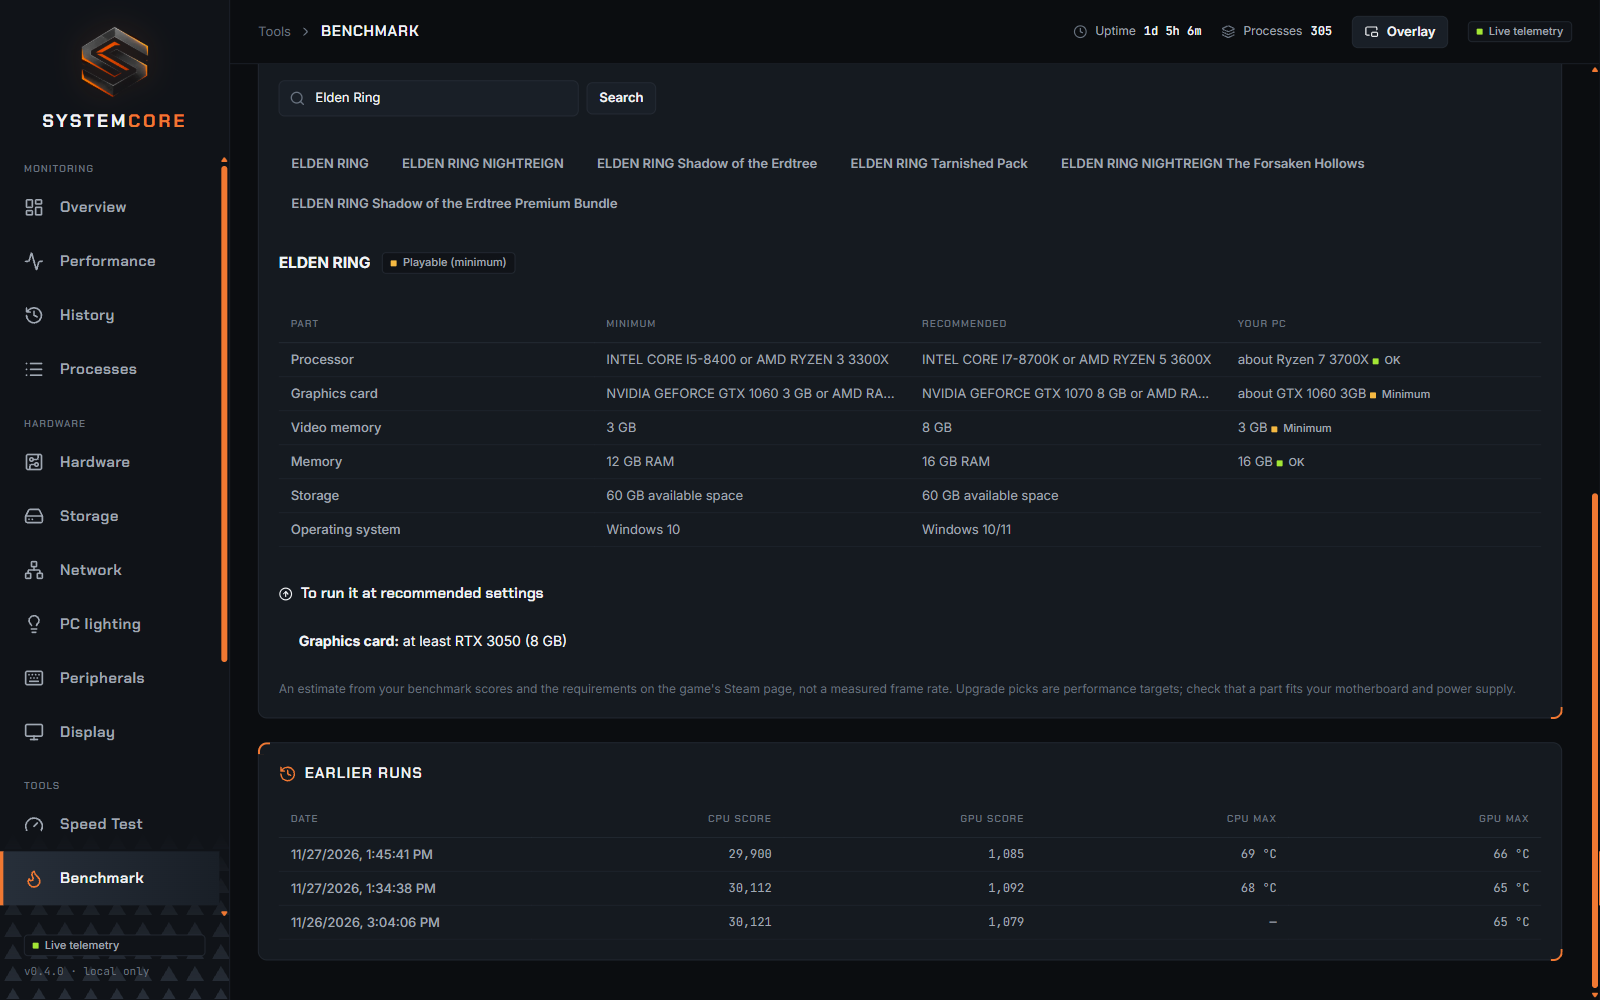 SYSTEMCORE
Tools > BENCHMARK
Uptime 1d 5h 6m
Processes 305
Overlay
Live telemetry
MONITORING
Overview
Performance
History
Processes
HARDWARE
Hardware
Storage
Network
PC lighting
Peripherals
Display
TOOLS
Speed Test
Benchmark
Live telemetry
v0.4.0 · local only
Elden Ring
Search
ELDEN RING ELDEN RING NIGHTREIGN ELDEN RING Shadow of the Erdtree ELDEN RING Tarnished Pack ELDEN RING NIGHTREIGN The Forsaken Hollows
ELDEN RING Shadow of the Erdtree Premium Bundle
ELDEN RING Playable (minimum)
PART MINIMUM RECOMMENDED YOUR PC
Processor INTEL CORE I5-8400 or AMD RYZEN 3 3300X INTEL CORE I7-8700K or AMD RYZEN 5 3600X about Ryzen 7 3700X OK
Graphics card NVIDIA GEFORCE GTX 1060 3 GB or AMD RA... NVIDIA GEFORCE GTX 1070 8 GB or AMD RA... about GTX 1060 3GB Minimum
Video memory 3 GB 8 GB 3 GB Minimum
Memory 12 GB RAM 16 GB RAM 16 GB OK
Storage 60 GB available space 60 GB available space
Operating system Windows 10 Windows 10/11
To run it at recommended settings
Graphics card: at least RTX 3050 (8 GB)
An estimate from your benchmark scores and the requirements on the game's Steam page, not a measured frame rate. Upgrade picks are performance targets; check that a part fits your motherboard and power supply.
EARLIER RUNS
DATE CPU SCORE GPU SCORE CPU MAX GPU MAX
11/27/2026, 1:45:41 PM 29,900 1,085 69 °C 66 °C
11/27/2026, 1:34:38 PM 30,112 1,092 68 °C 65 °C
11/26/2026, 3:04:06 PM 30,121 1,079 — 65 °C